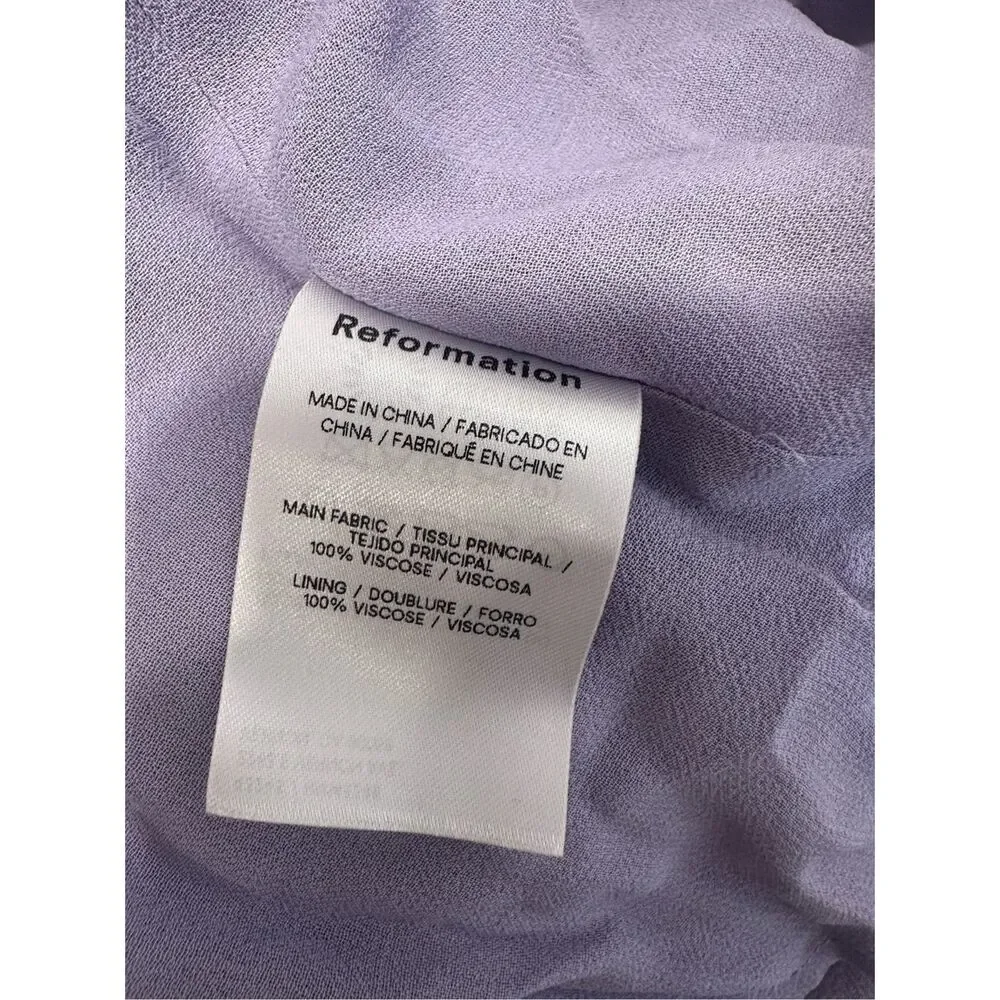 Reformation
MADE IN CHINA / FABRICADO EN
CHINA / FABRIQUÉ EN CHINE
MAIN FABRIC / TISSU PRINCIPAL /
TEJIDO PRINCIPAL
100% VISCOSE / VISCOSA
LINING / DOUBLURE / FORRO
100% VISCOSE / VISCOSA